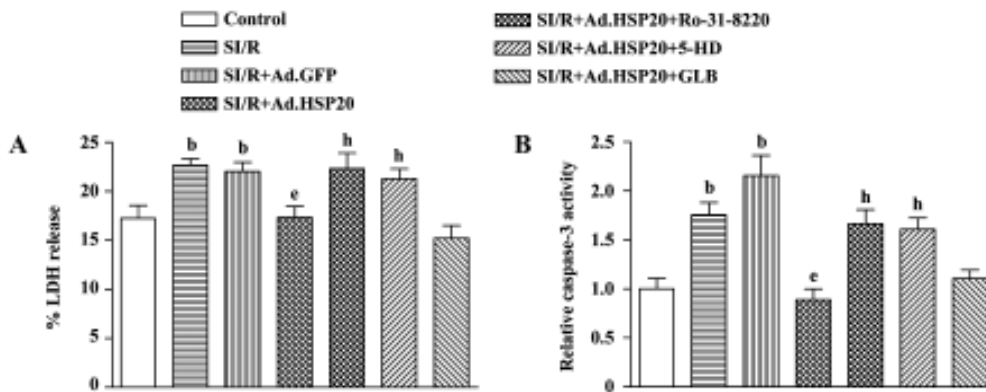 Control
SI/R
SI/R+Ad.GFP
SI/R+Ad.HSP20
SI/R+Ad.HSP20+Ro-31-8220
SI/R+Ad.HSP20+5-HD
SI/R+Ad.HSP20+GLB
A
% LDH release
25
20
15
10
5
0
b
b
e
h
h
B
Relative caspase-3 activity
2.5
2.0
1.5
1.0
0.5
0
b
b
e
h
h